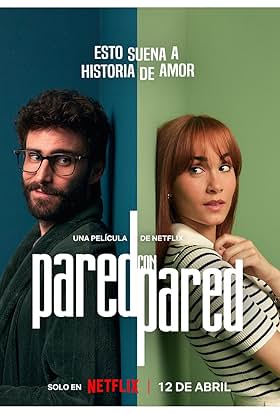 ESTO SUENA A
HISTORIA DE AMOR
UNA PELÍCULA DE NETFLIX
pared con pared
SOLO EN NETFLIX | 12 DE ABRIL